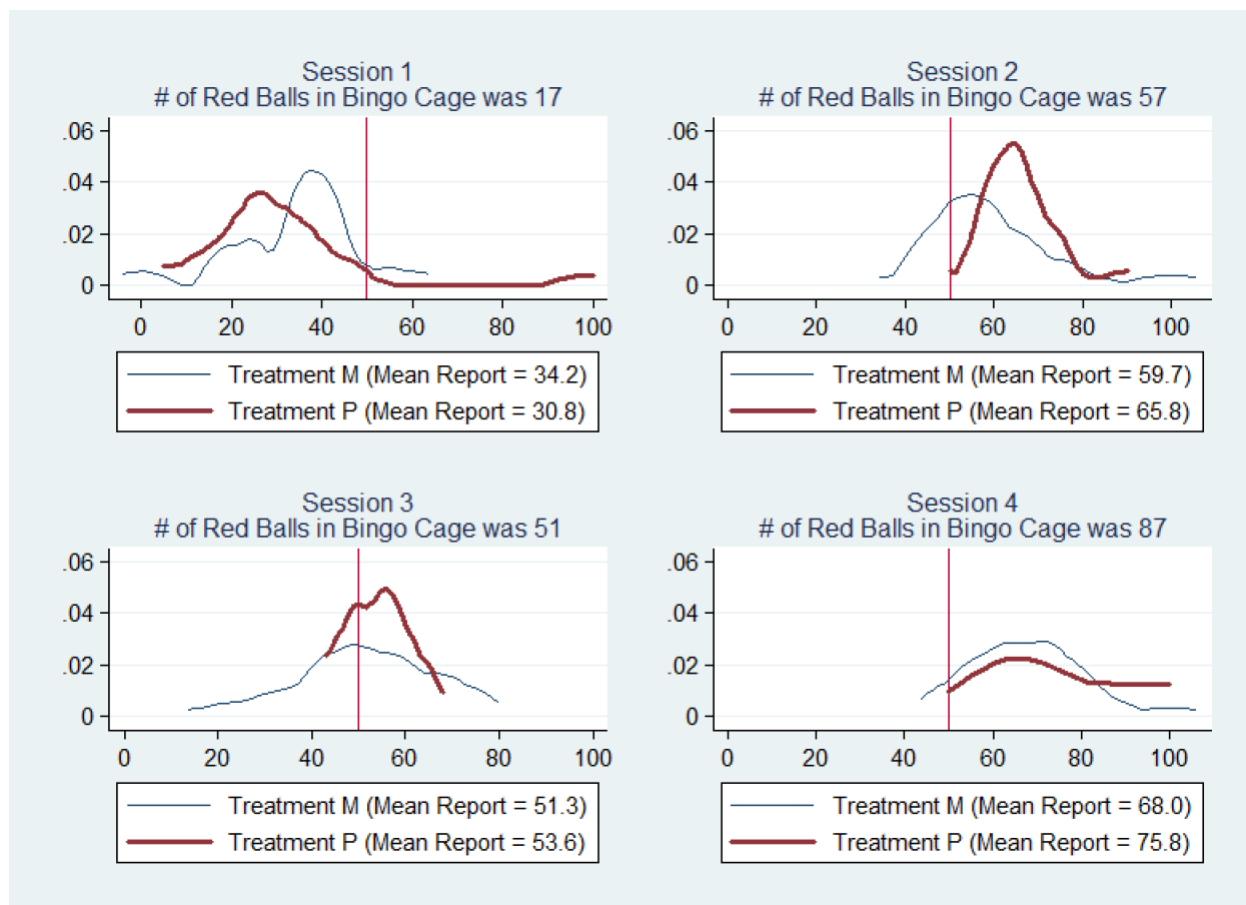 Session 1
# of Red Balls in Bingo Cage was 17
.06
.04
.02
0
0 20 40 60 80 100
Treatment M (Mean Report = 34.2)
Treatment P (Mean Report = 30.8)
Session 2
# of Red Balls in Bingo Cage was 57
.06
.04
.02
0
0 20 40 60 80 100
Treatment M (Mean Report = 59.7)
Treatment P (Mean Report = 65.8)
Session 3
# of Red Balls in Bingo Cage was 51
.06
.04
.02
0
0 20 40 60 80 100
Treatment M (Mean Report = 51.3)
Treatment P (Mean Report = 53.6)
Session 4
# of Red Balls in Bingo Cage was 87
.06
.04
.02
0
0 20 40 60 80 100
Treatment M (Mean Report = 68.0)
Treatment P (Mean Report = 75.8)